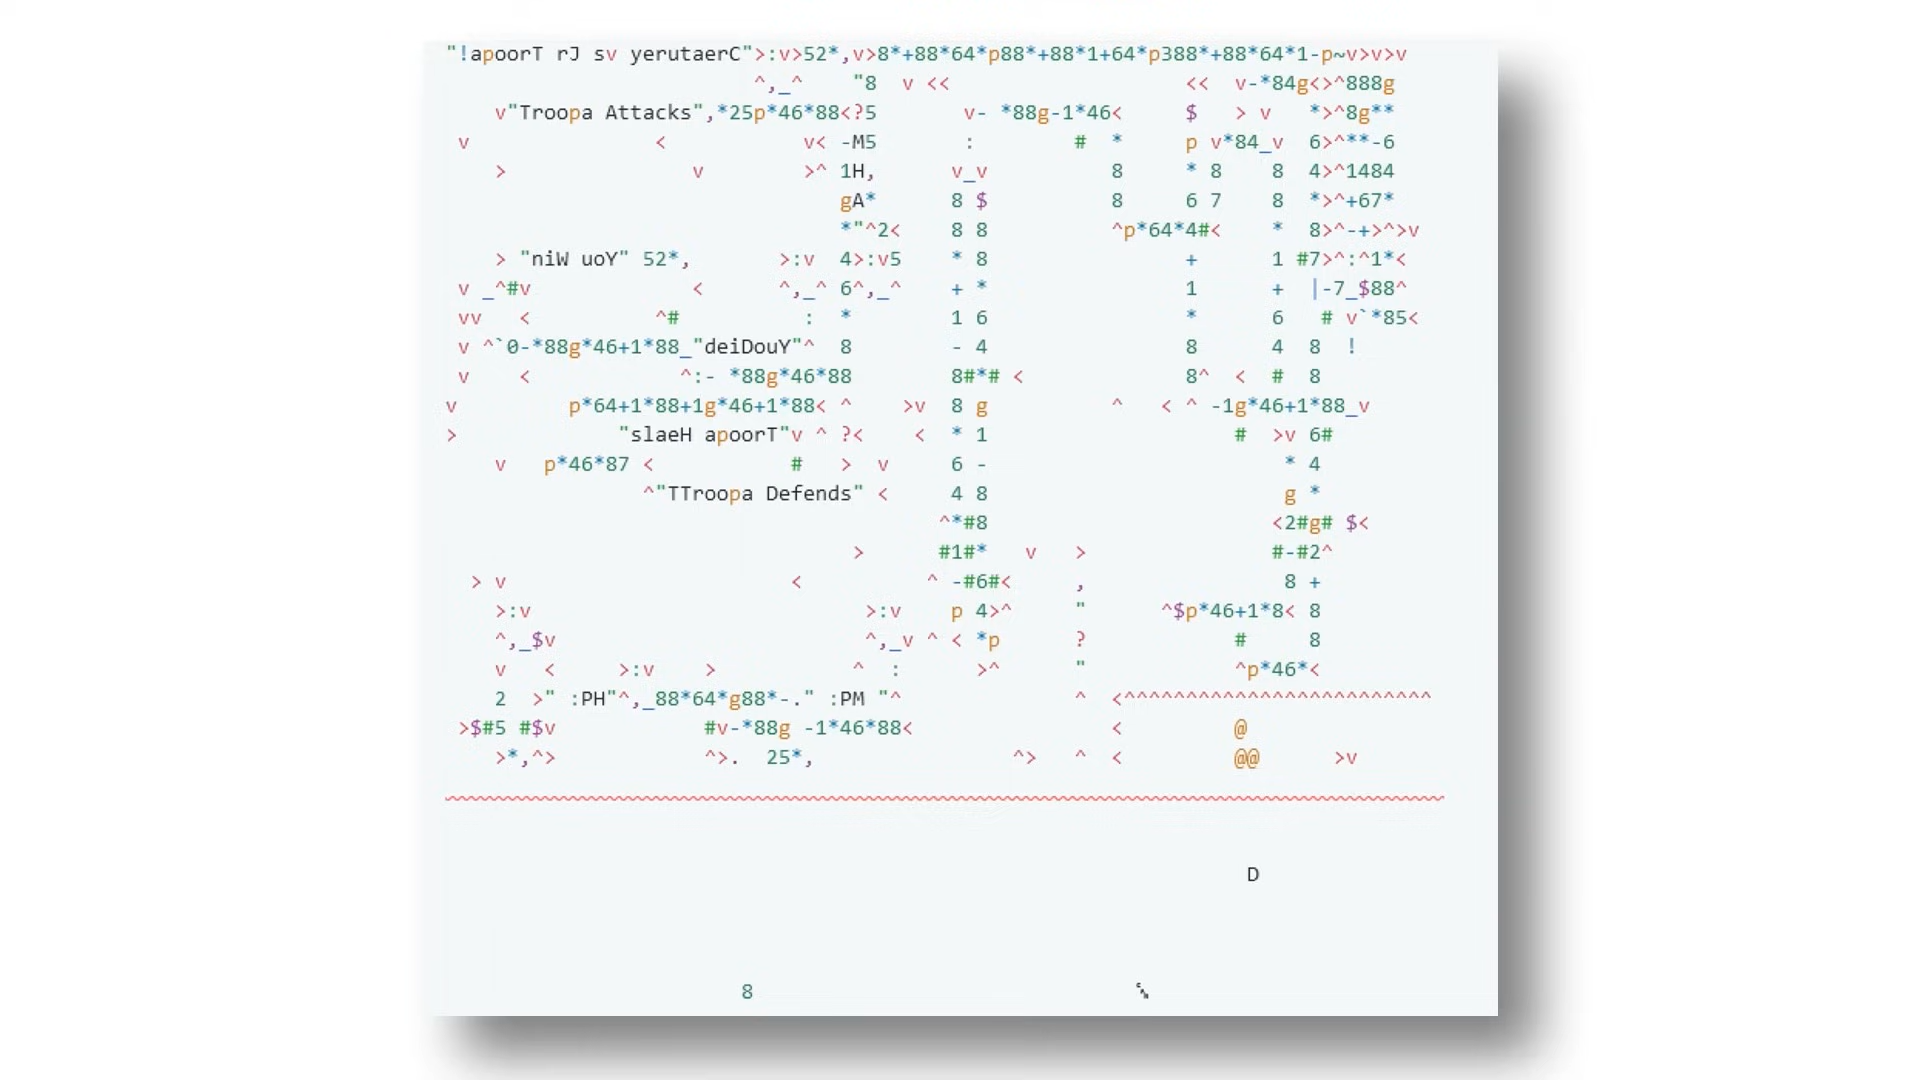 "!apoorT rJ sv yerutaerC">:v>52*,v>8*+88*64*p88*+88*1+64*p388*+88*64*1-p~v>v>v
^,_^ "8 v << << v-*84g<>^888g
v"Troopa Attacks",*25p*46*88<?5 v- *88g-1*46< $ > v *>^8g**
v < v< -M5 : # * p v*84_v 6>^**-6
> v >^ 1H, v_v 8 * 8 8 4>^1484
gA* 8 $ 8 6 7 8 *>^+67*
*"^2< 8 8 ^p*64*4#< * 8>^-+>^>v
> "niW uoY" 52*, >:v 4>:v5 * 8 + 1 #7>^:^1*<
v _^#v < ^,_^ 6^,_^ + * 1 + |-7_$88^
vv < ^# : * 1 6 * 6 # v`*85<
v ^`0-*88g*46+1*88_"deiDouY"^ 8 - 4 8 4 8 !
v < ^:- *88g*46*88 8#*# < 8^ < # 8
v p*64+1*88+1g*46+1*88< ^ >v 8 g ^ < ^ -1g*46+1*88_v
> "slaeH apoorT"v ^ ?< < * 1 # >v 6#
v p*46*87 < # > v 6 - * 4
^"TTroopa Defends" < 4 8 g *
^*#8 <2#g# $<
> #1#* v > #-#2^
> v < ^ -#6#< , 8 +
>:v >:v p 4>^ " ^$p*46+1*8< 8
^,_$v ^,_v ^ < *p ? # 8
v < >:v > ^ : >^ " ^p*46*<
2 >" :PH"^,_88*64*g88*-." :PM "^ ^ <^^^^^^^^^^^^^^^^^^^^^^^^^
>$#5 #$v #v-*88g -1*46*88< < @
>*,^> ^>. 25*, ^> ^ < @@ >v
D
8